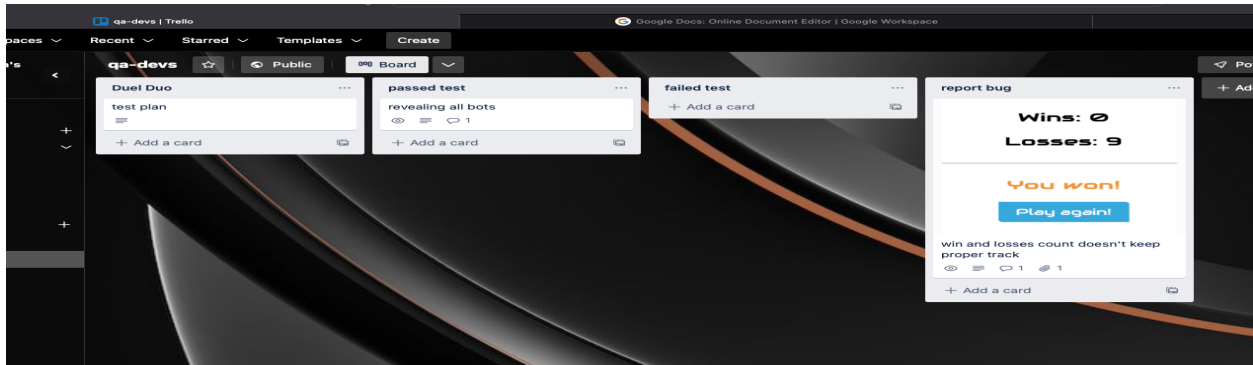 qa-devs | Trello
Google Docs: Online Document Editor | Google Workspace
paces
Recent
Starred
Templates
Create
's
qa-devs
Public
Board
Po
Duel Duo
test plan
+ Add a card
passed test
revealing all bots
1
+ Add a card
failed test
+ Add a card
report bug
Wins: 0
Losses: 9
You won!
Play again!
win and losses count doesn't keep
proper track
1 1
+ Add a card
+ Ad